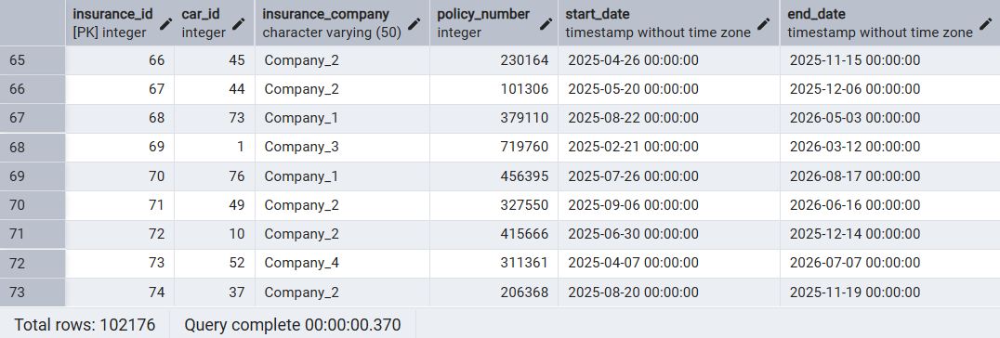 insurance_id car_id insurance_company policy_number start_date end_date
[PK] integer integer character varying (50) integer timestamp without time zone timestamp without time zone
65 66 45 Company_2 230164 2025-04-26 00:00:00 2025-11-15 00:00:00
66 67 44 Company_2 101306 2025-05-20 00:00:00 2025-12-06 00:00:00
67 68 73 Company_1 379110 2025-08-22 00:00:00 2026-05-03 00:00:00
68 69 1 Company_3 719760 2025-02-21 00:00:00 2026-03-12 00:00:00
69 70 76 Company_1 456395 2025-07-26 00:00:00 2026-08-17 00:00:00
70 71 49 Company_2 327550 2025-09-06 00:00:00 2026-06-16 00:00:00
71 72 10 Company_2 415666 2025-06-30 00:00:00 2025-12-14 00:00:00
72 73 52 Company_4 311361 2025-04-07 00:00:00 2026-07-07 00:00:00
73 74 37 Company_2 206368 2025-08-20 00:00:00 2025-11-19 00:00:00
Total rows: 102176 Query complete 00:00:00.370